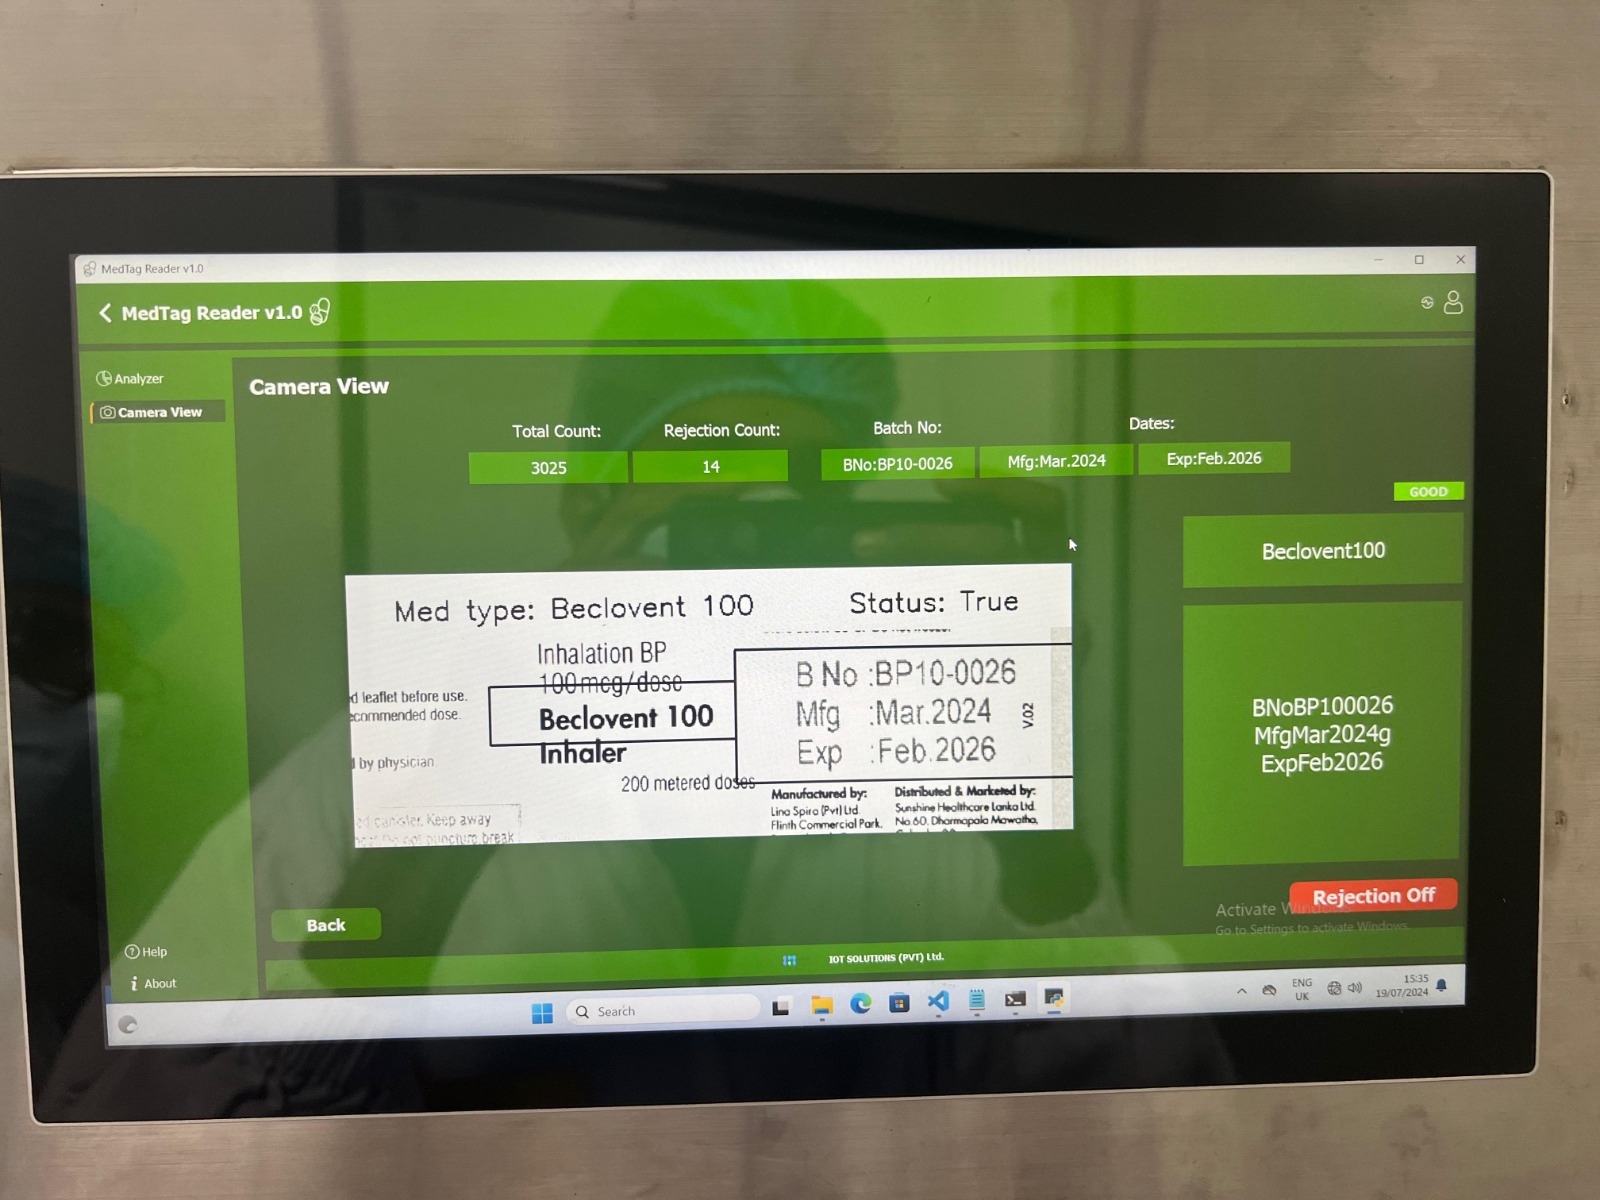 MedTag Reader v1.0
MedTag Reader v1.0
Analyzer
Camera View
Camera View
Total Count:
Rejection Count:
Batch No:
Dates:
3025
14
BNo:BP10-0026
Mfg:Mar.2024
Exp:Feb.2026
GOOD
Beclovent100
Med type: Beclovent 100
Status: True
Inhalation BP
100mcg/dose
Beclovent 100
Inhaler
200 metered doses
d leaflet before use.
ecommended dose.
d by physician
Keep away
not puncture break
B No :BP10-0026
Mfg :Mar.2024
Exp :Feb.2026
V.02
Manufactured by:
Lina Spiro (Pvt) Ltd
Flinth Commercial Park,
Distributed & Marketed by:
Sunshine Healthcare Lanka Ltd.
No.60, Dharmapala Mawatha,
BNoBP100026
MfgMar2024g
ExpFeb2026
Rejection Off
Activate Windows
Go to Settings to activate Windows.
Back
Help
About
IOT SOLUTIONS (PVT) Ltd.
Search
ENG
UK
15:35
19/07/2024